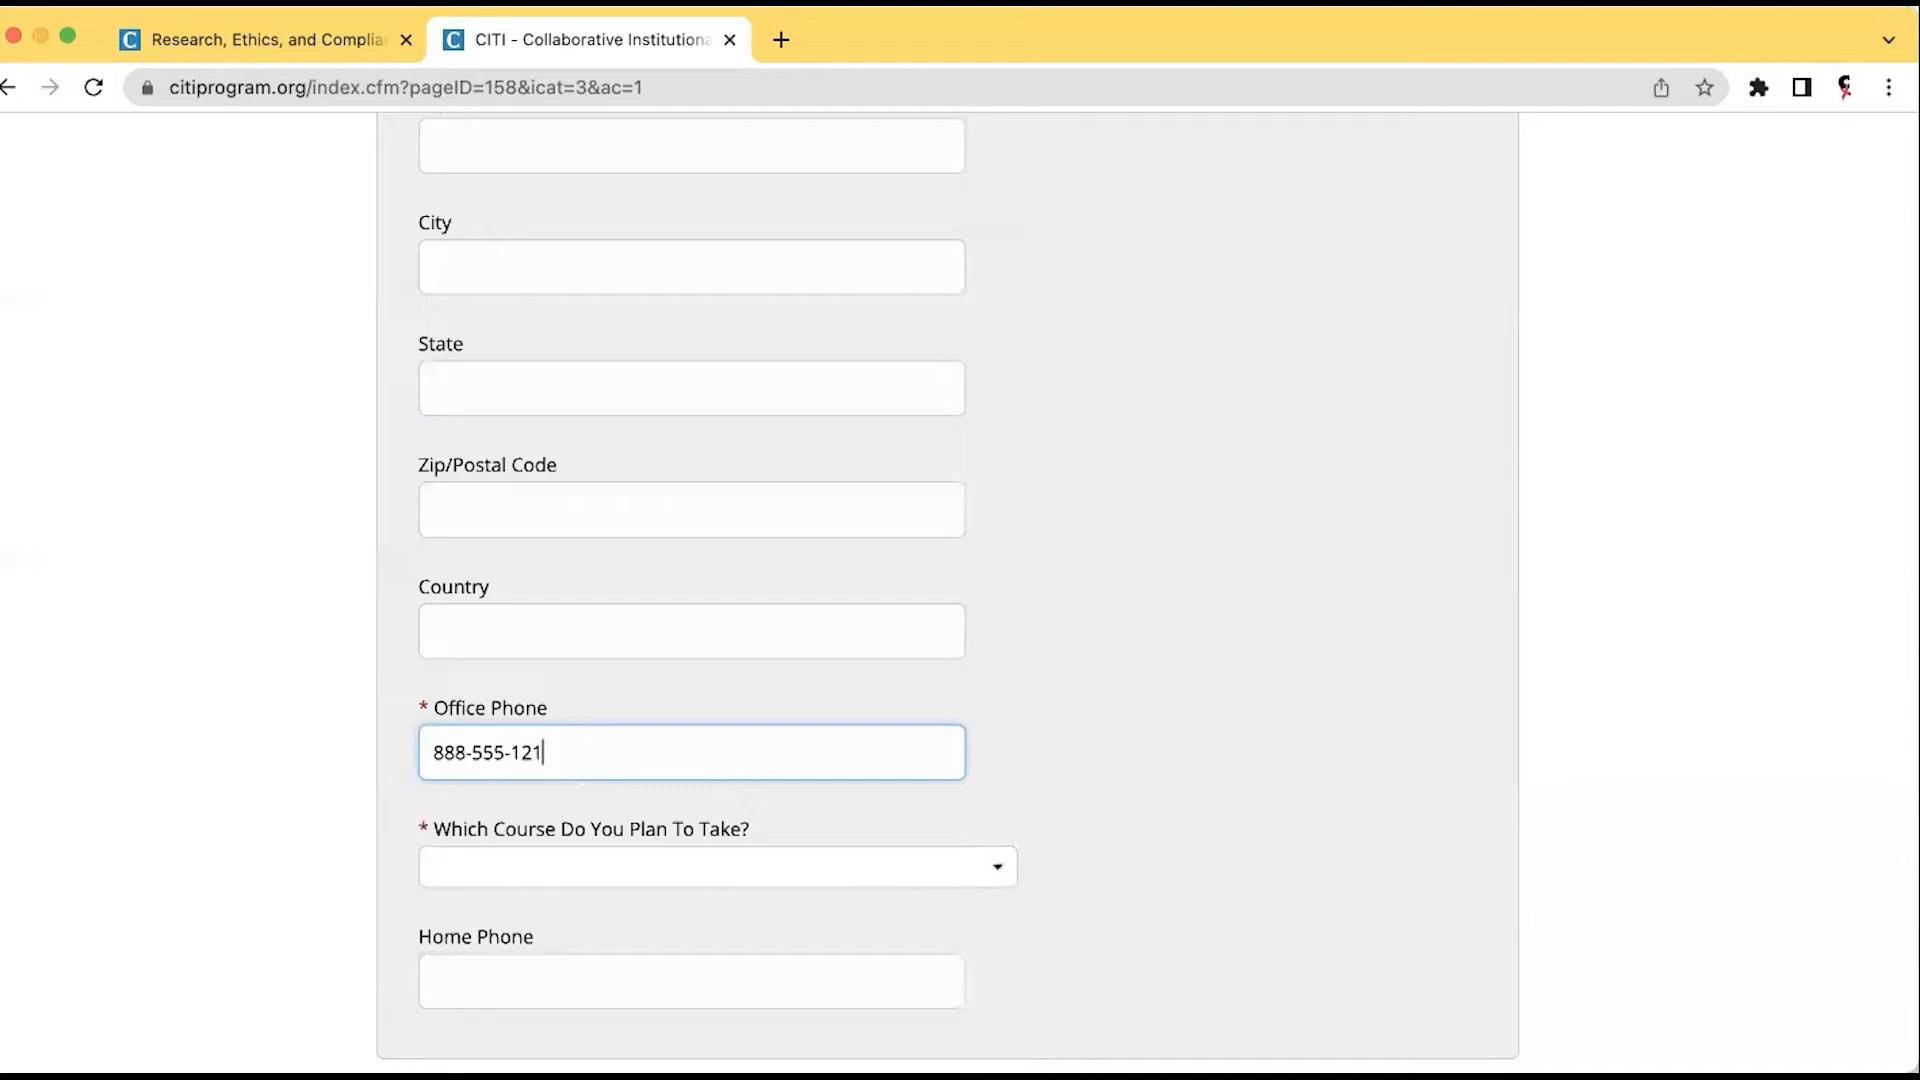 Research, Ethics, and Complia
CITI - Collaborative Institutiona
citiprogram.org/index.cfm?pageID=158&icat=3&ac=1
City
State
Zip/Postal Code
Country
* Office Phone
888-555-121
* Which Course Do You Plan To Take?
Home Phone